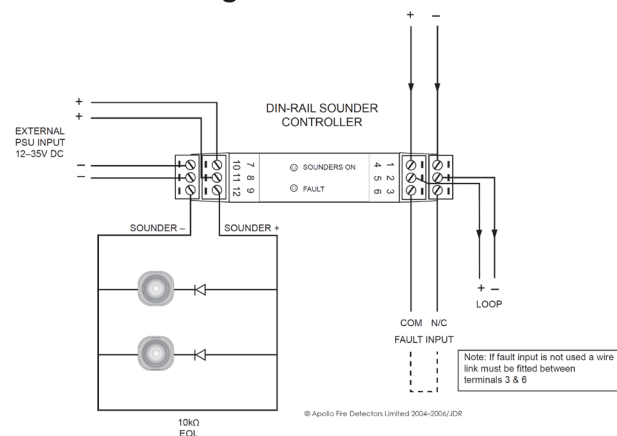 g
+ –
DIN-RAIL SOUNDER
CONTROLLER
+
+
EXTERNAL
PSU INPUT
12–35V DC
–
–
10 7
11 8
12 9
SOUNDERS ON
FAULT
4 1
5 2
6 3
SOUNDER – SOUNDER +
+ –
LOOP
COM N/C
FAULT INPUT
Note: If fault input is not used a wire
link must be fitted between
terminals 3 & 6
© Apollo Fire Detectors Limited 2004–2006/JDR
10kΩ
EOL